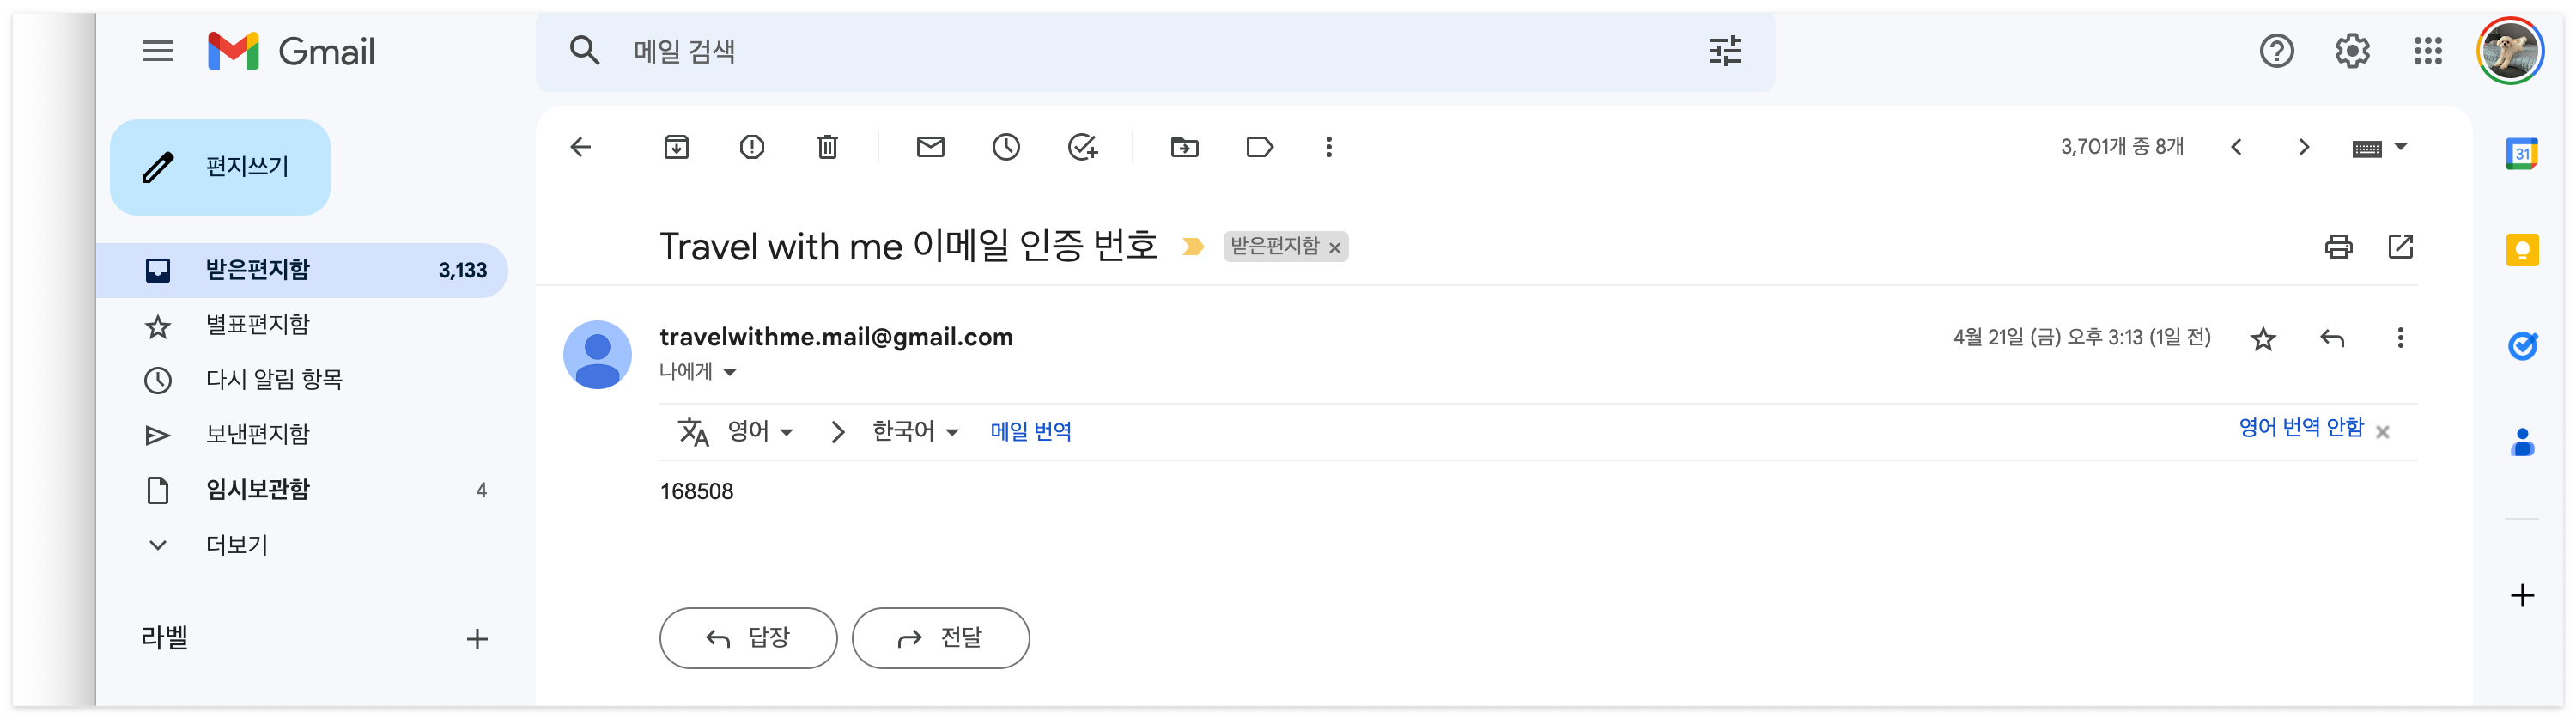 Gmail
메일 검색
편지쓰기
3,701개 중 8개
31
받은편지함 3,133
별표편지함
다시 알림 항목
보낸편지함
임시보관함 4
더보기
라벨
Travel with me 이메일 인증 번호 받은편지함 ×
travelwithme.mail@gmail.com
4월 21일 (금) 오후 3:13 (1일 전)
나에게
영어 한국어 메일 번역 영어 번역 안함 ×
168508
답장 전달